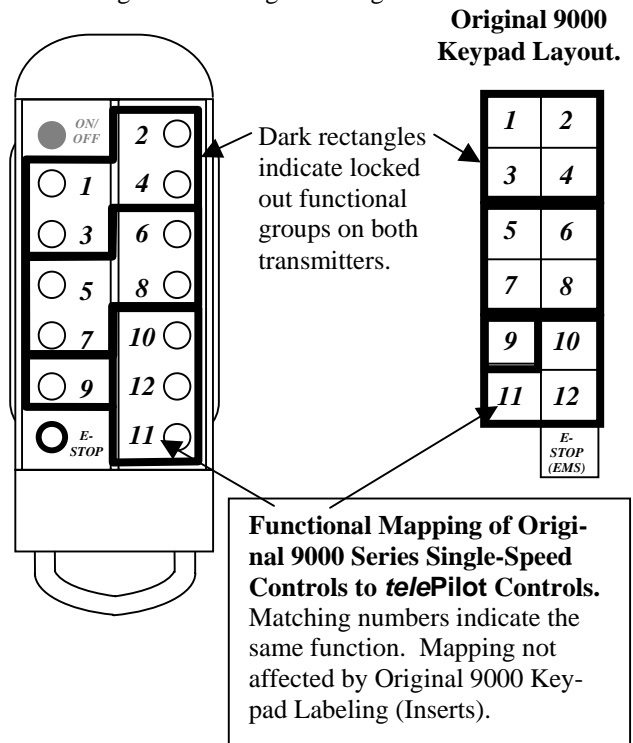 Original 9000
Keypad Layout.
ON/
OFF
2
1
4
3
6
5
8
7
10
9
12
E-
STOP
11
Dark rectangles
indicate locked
out functional
groups on both
transmitters.
1 2
3 4
5 6
7 8
9 10
11 12
E-
STOP
(EMS)
Functional Mapping of Origi-
nal 9000 Series Single-Speed
Controls to telePilot Controls.
Matching numbers indicate the
same function. Mapping not
affected by Original 9000 Key-
pad Labeling (Inserts).